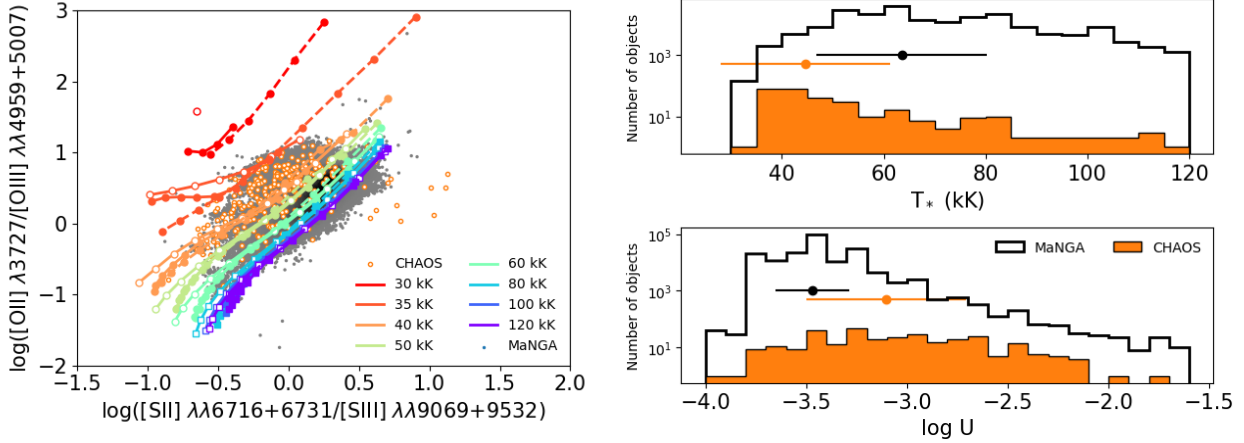 log([OII] λ3727/[OIII] λλ4959+5007)
3
2
1
0
−1
−2
−1.5
−1.0
−0.5
0.0
0.5
1.0
1.5
2.0
log([SII] λλ6716+6731/[SIII] λλ9069+9532)
CHAOS
30 kK
35 kK
40 kK
50 kK
60 kK
80 kK
100 kK
120 kK
MaNGA
Number of objects
10³
10¹
40
60
80
100
120
T* (kK)
Number of objects
10⁵
10³
10¹
MaNGA
CHAOS
−4.0
−3.5
−3.0
−2.5
−2.0
−1.5
log U